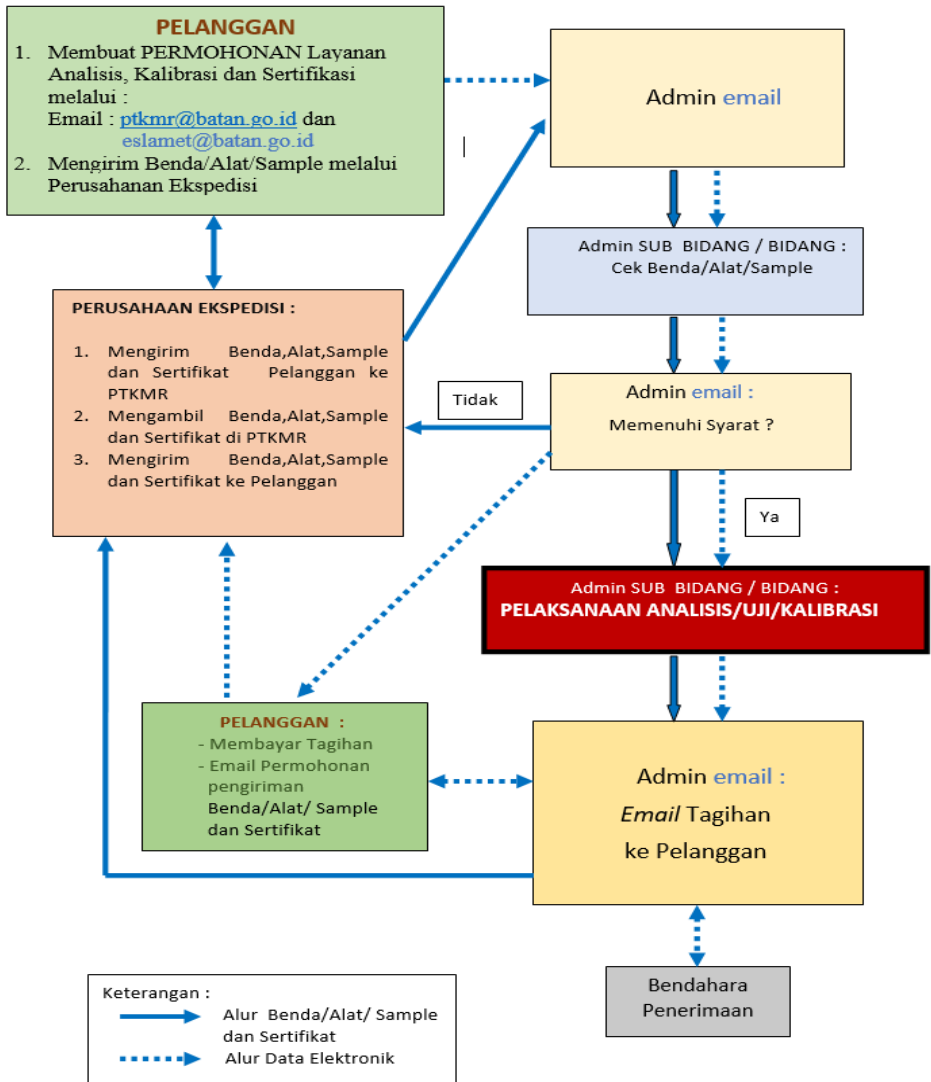 PELANGGAN
1. Membuat PERMOHONAN Layanan
Analisis, Kalibrasi dan Sertifikasi
melalui :
Email : ptkmr@batan.go.id dan
eslamet@batan.go.id
2. Mengirim Benda/Alat/Sample melalui
Perusahanan Ekspedisi
Admin email
Admin SUB BIDANG / BIDANG :
Cek Benda/Alat/Sample
PERUSAHAAN EKSPEDISI :
1. Mengirim Benda,Alat,Sample
dan Sertifikat Pelanggan ke
PTKMR
2. Mengambil Benda,Alat,Sample
dan Sertifikat di PTKMR
3. Mengirim Benda,Alat,Sample
dan Sertifikat ke Pelanggan
Tidak
Admin email :
Memenuhi Syarat ?
Ya
Admin SUB BIDANG / BIDANG :
PELAKSANAAN ANALISIS/UJI/KALIBRASI
PELANGGAN :
- Membayar Tagihan
- Email Permohonan
pengiriman
Benda/Alat/ Sample
dan Sertifikat
Admin email :
Email Tagihan
ke Pelanggan
Bendahara
Penerimaan
Keterangan :
Alur Benda/Alat/ Sample
dan Sertifikat
Alur Data Elektronik